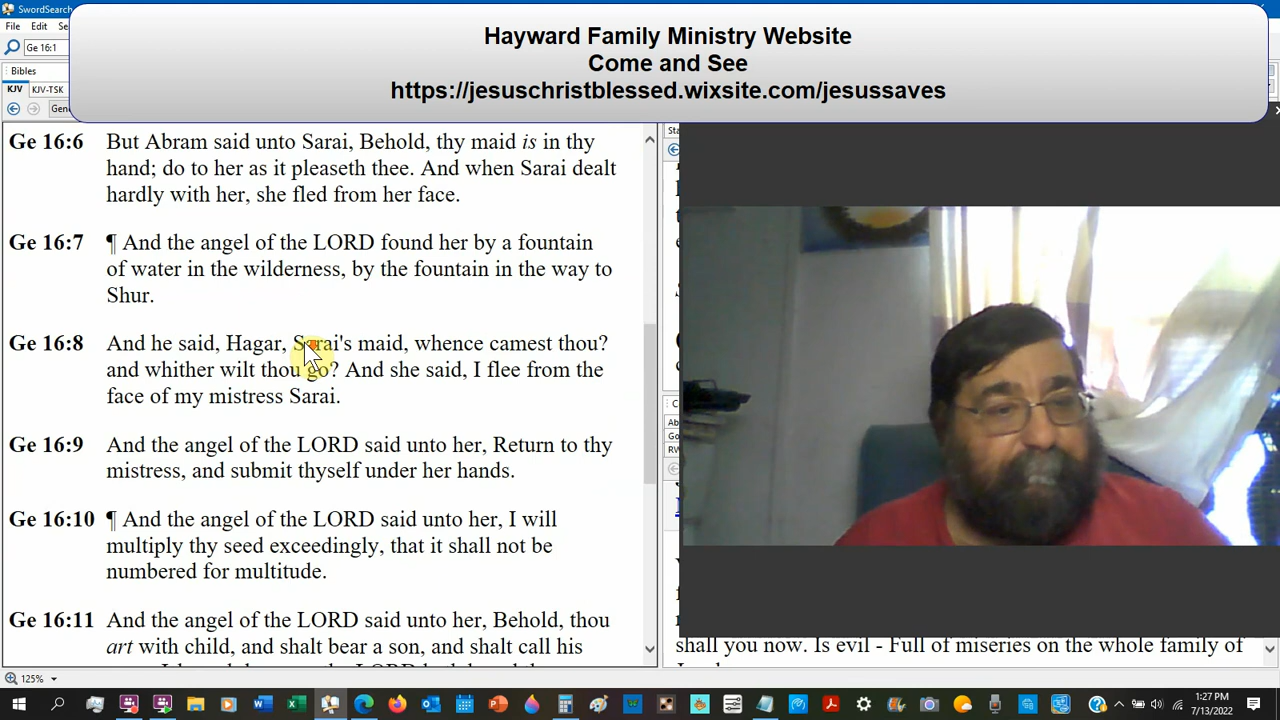 SwordSearch
Hayward Family Ministry Website
Come and See
https://jesuschristblessed.wixsite.com/jesussaves
File Edit
Ge 16:1
Bibles
KJV KJV-TSK
Ge 16:6 But Abram said unto Sarai, Behold, thy maid is in thy
hand; do to her as it pleaseth thee. And when Sarai dealt
hardly with her, she fled from her face.
Ge 16:7 ¶ And the angel of the LORD found her by a fountain
of water in the wilderness, by the fountain in the way to
Shur.
Ge 16:8 And he said, Hagar, Sarai's maid, whence camest thou?
and whither wilt thou go? And she said, I flee from the
face of my mistress Sarai.
Ge 16:9 And the angel of the LORD said unto her, Return to thy
mistress, and submit thyself under her hands.
Ge 16:10 ¶ And the angel of the LORD said unto her, I will
multiply thy seed exceedingly, that it shall not be
numbered for multitude.
Ge 16:11 And the angel of the LORD said unto her, Behold, thou
art with child, and shalt bear a son, and shalt call his
shall you now. Is evil - Full of miseries on the whole family of
125%
1:27 PM
7/13/2022